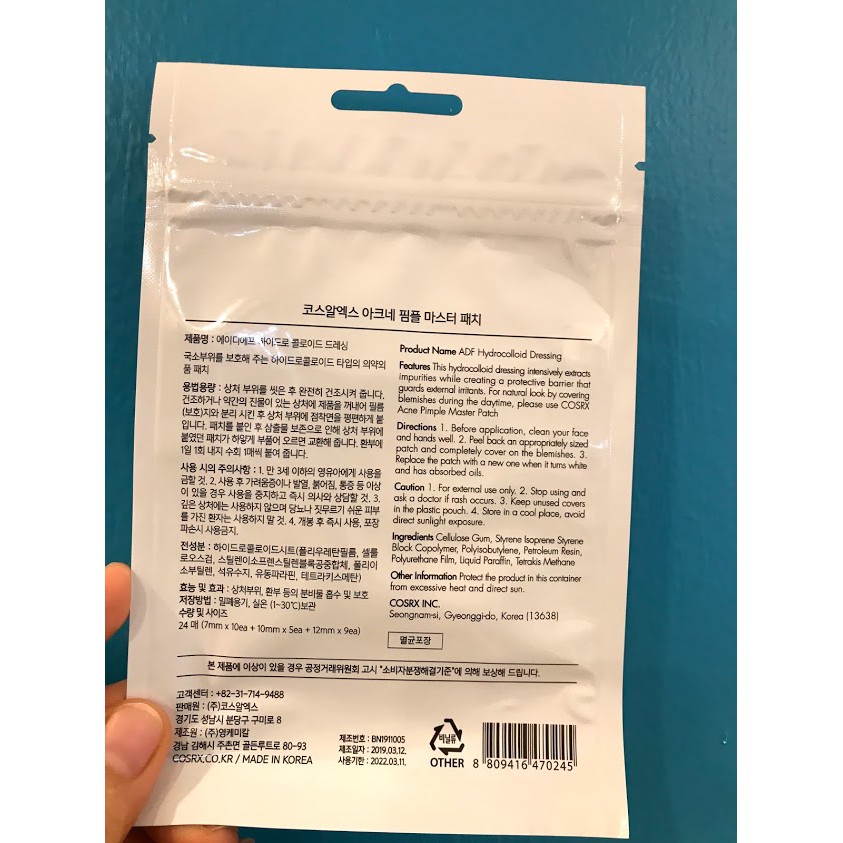 코스알엑스 아크네 핌플 마스터 패치
제품명 : 에이디에프 하이드로 콜로이드 드레싱
국소부위를 보호해 주는 하이드로콜로이드 타입의 의약외
품 패치
용법용량 : 상처 부위를 씻은 후 완전히 건조시켜 줍니다.
건조하거나 약간의 진물이 있는 상처에 제품을 꺼내어 필름
(보호)지와 분리 시킨 후 상처 부위에 점착면을 평편하게 붙
입니다. 패치를 붙인 후 삼출물 보존으로 인해 상처 부위에
붙였던 패치가 하얗게 부풀어 오르면 교환해 줍니다. 환부에
1일 1회 내지 수회 1매씩 붙여 줍니다.
사용 시의 주의사항 : 1. 만 3세 이하의 영유아에게 사용을
금할 것. 2. 사용 후 가려움증이나 발열, 붉어짐, 통증 등 이상
이 있을 경우 사용을 중지하고 즉시 의사와 상담할 것. 3.
깊은 상처에는 사용하지 않으며 당뇨나 짓무르기 쉬운 피부
를 가진 환자는 사용하지 말 것. 4. 개봉 후 즉시 사용, 포장
파손시 사용금지.
전성분 : 하이드로콜로이드시트(폴리우레탄필름, 셀룰
로오스검, 스틸렌이소프렌스틸렌블록공중합체, 폴리이
소부틸렌, 석유수지, 유동파라핀, 테트라키스메탄)
효능 및 효과 : 상처부위, 환부 등의 분비물 흡수 및 보호
저장방법 : 밀폐용기, 실온 (1~30℃)보관
수량 및 사이즈
24 매 (7mm x 10ea + 10mm x 5ea + 12mm x 9ea)
Product Name ADF Hydrocolloid Dressing
Features This hydrocolloid dressing intensively extracts
impurities while creating a protective barrier that
guards external irritants. For natural look by covering
blemishes during the daytime, please use COSRX
Acne Pimple Master Patch
Directions 1. Before application, clean your face
and hands well. 2. Peel back an appropriately sized
patch and completely cover on the blemishes. 3.
Replace the patch with a new one when it turns white
and has absorbed oils.
Caution 1. For external use only. 2. Stop using and
ask a doctor if rash occurs. 3. Keep unused covers
in the plastic pouch. 4. Store in a cool place, avoid
direct sunlight exposure.
Ingredients Cellulose Gum, Styrene Isoprene Styrene
Block Copolymer, Polyisobutylene, Petroleum Resin,
Polyurethane Film, Liquid Paraffin, Tetrakis Methane
Other Information Protect the product in this container
from excessive heat and direct sun.
COSRX INC.
Seongnam-si, Gyeonggi-do, Korea (13638)
멸균포장
본 제품에 이상이 있을 경우 공정거래위원회 고시 "소비자분쟁해결기준"에 의해 보상해 드립니다.
고객센터 : +82-31-714-9488
판매원 : (주)코스알엑스
경기도 성남시 분당구 구미로 8
제조원 : (주)영케미칼
경남 김해시 주촌면 골든루트로 80-93
COSRX.CO.KR / MADE IN KOREA
제조번호 : BN1911005
제조일자 : 2019.03.12.
사용기한 : 2022.03.11.
비닐류
OTHER
8 809416 470245